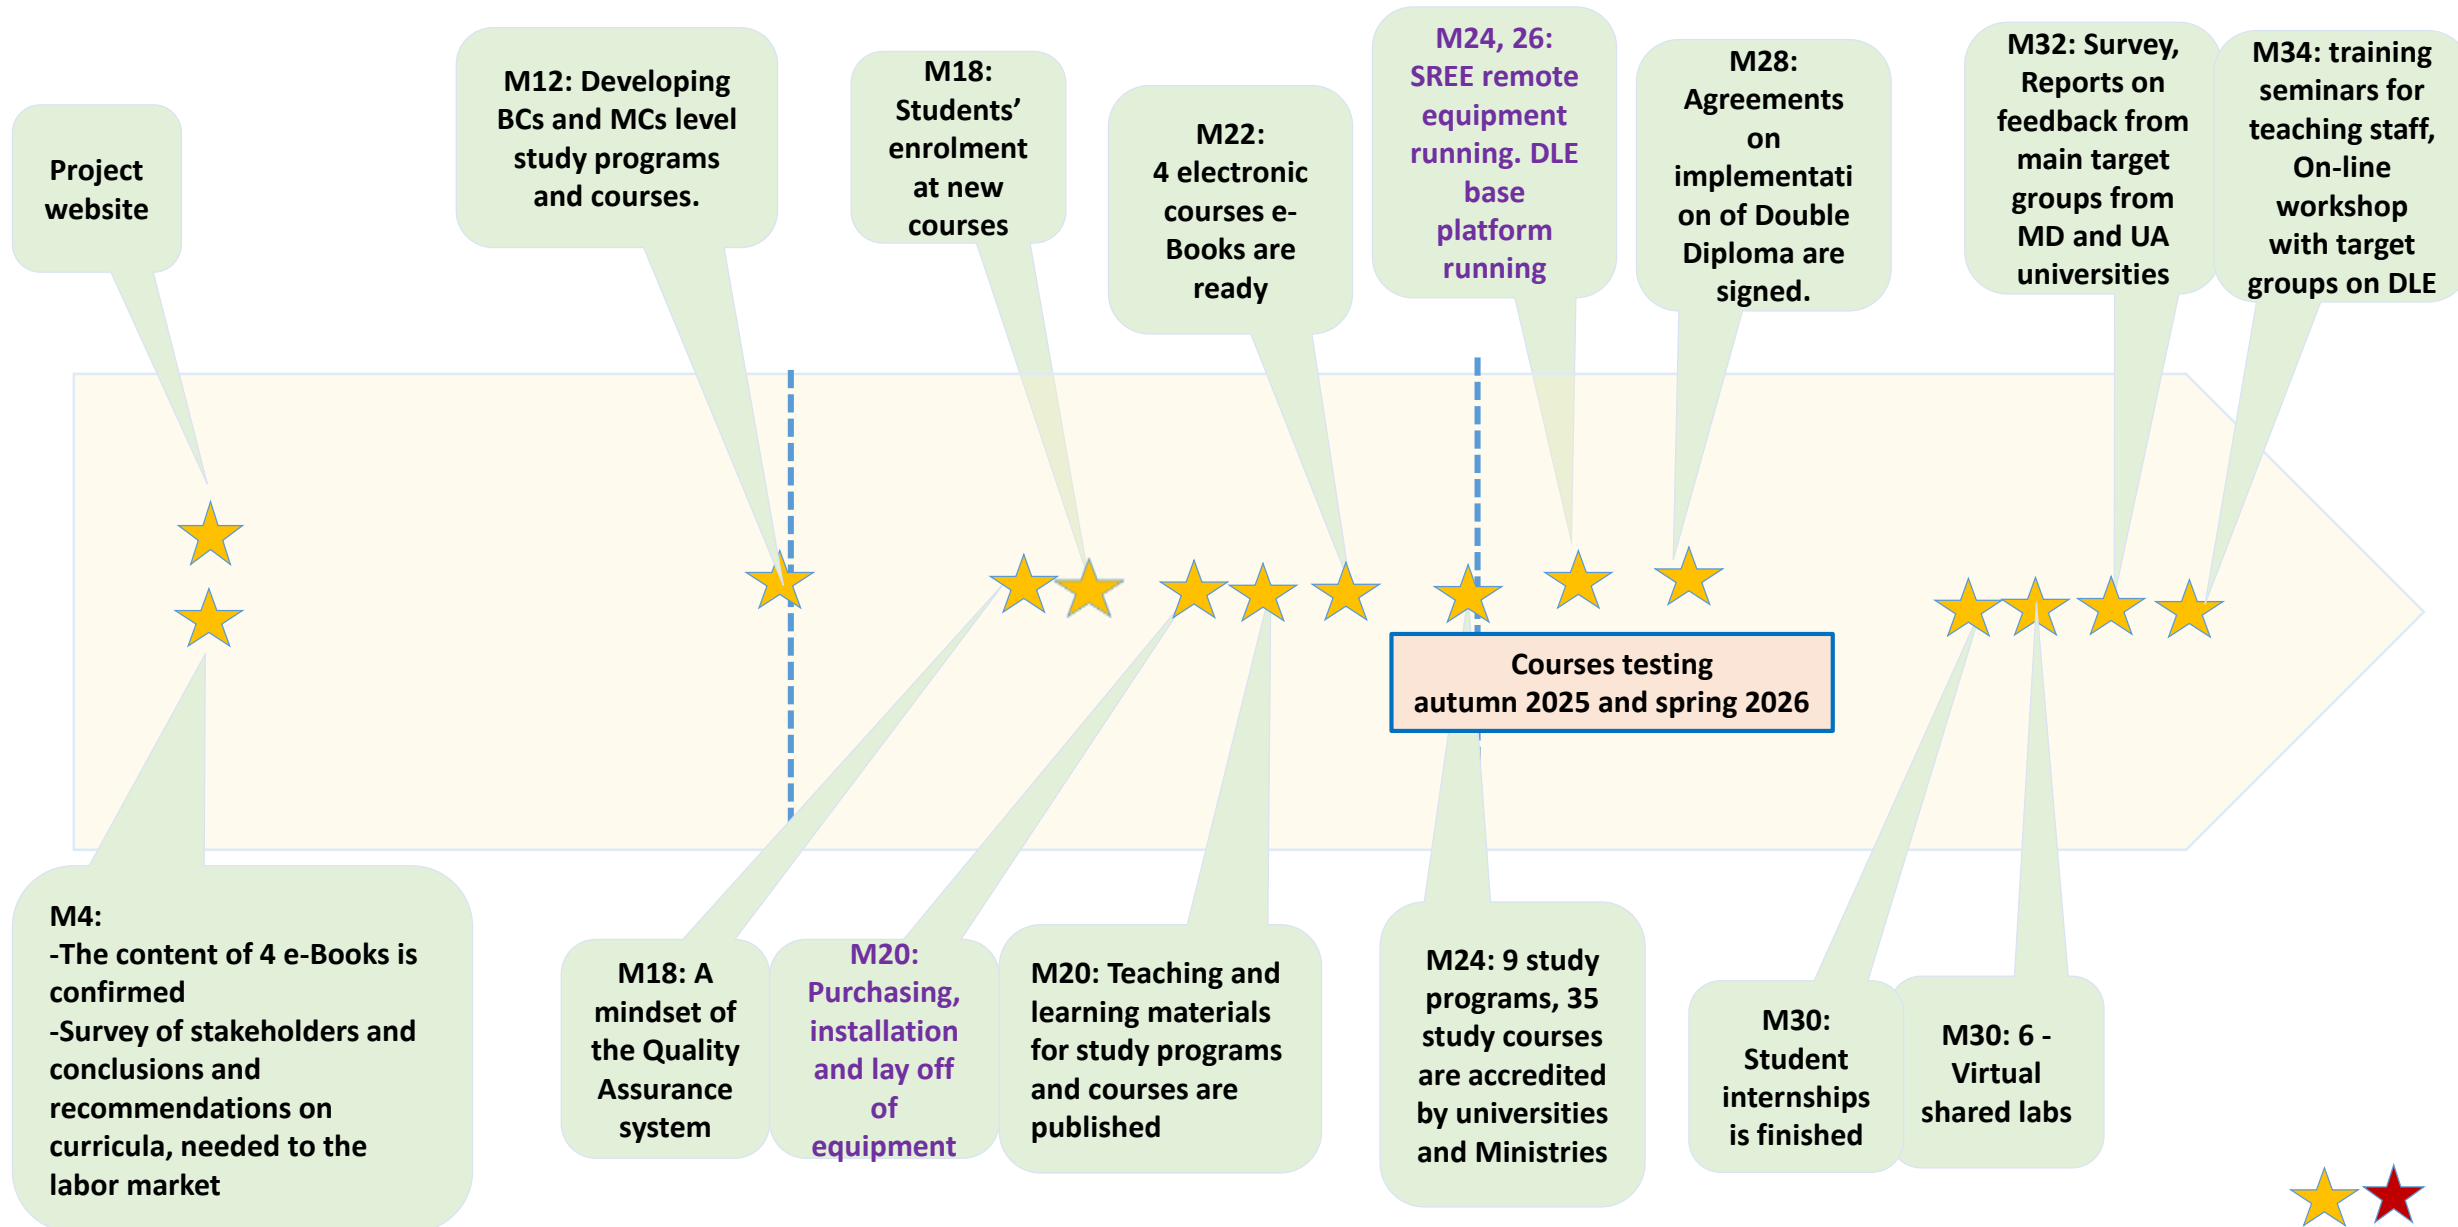 Project
website
M12: Developing
BCs and MCs level
study programs
and courses.
M18:
Students’
enrolment
at new
courses
M22:
4 electronic
courses e-
Books are
ready
M24, 26:
SREE remote
equipment
running. DLE
base
platform
running
M28:
Agreements
on
implementati
on of Double
Diploma are
signed.
M32: Survey,
Reports on
feedback from
main target
groups from
MD and UA
universities
M34: training
seminars for
teaching staff,
On-line
workshop
with target
groups on DLE
Courses testing
autumn 2025 and spring 2026
M4:
-The content of 4 e-Books is
confirmed
-Survey of stakeholders and
conclusions and
recommendations on
curricula, needed to the
labor market
M18: A
mindset of
the Quality
Assurance
system
M20:
Purchasing,
installation
and lay off
of
equipment
M20: Teaching and
learning materials
for study programs
and courses are
published
M24: 9 study
programs, 35
study courses
are accredited
by universities
and Ministries
M30:
Student
internships
is finished
M30: 6 -
Virtual
shared labs